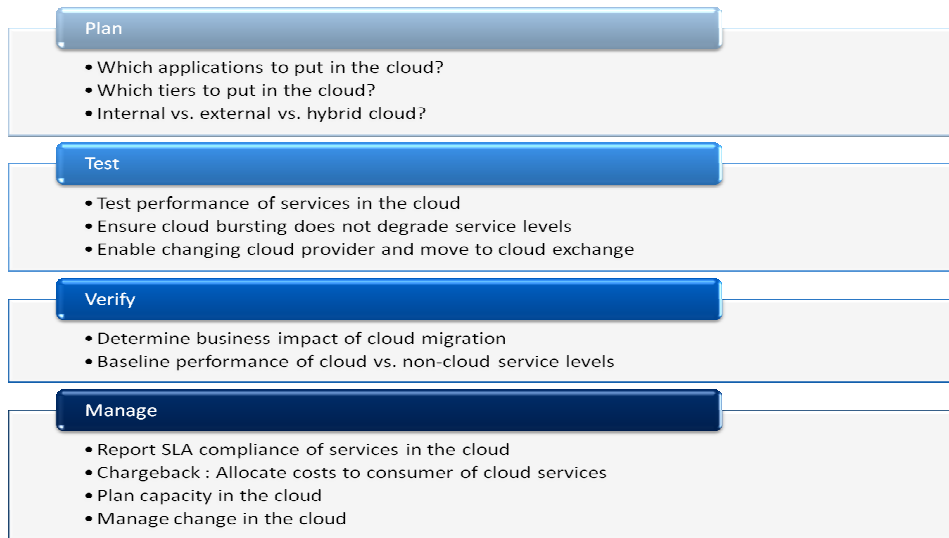 Plan
• Which applications to put in the cloud?
• Which tiers to put in the cloud?
• Internal vs. external vs. hybrid cloud?
Test
• Test performance of services in the cloud
• Ensure cloud bursting does not degrade service levels
• Enable changing cloud provider and move to cloud exchange
Verify
• Determine business impact of cloud migration
• Baseline performance of cloud vs. non-cloud service levels
Manage
• Report SLA compliance of services in the cloud
• Chargeback : Allocate costs to consumer of cloud services
• Plan capacity in the cloud
• Manage change in the cloud